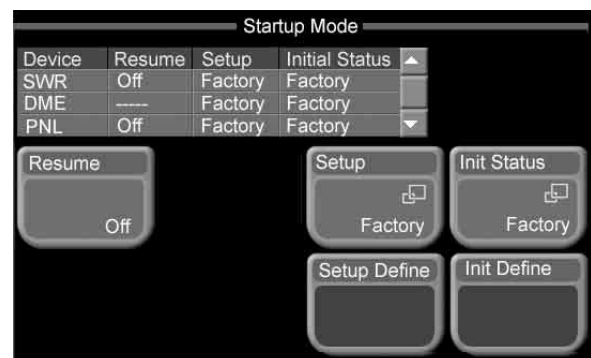 Startup Mode
Device Resume Setup Initial Status
SWR Off Factory Factory
DME ----- Factory Factory
PNL Off Factory Factory
Resume Setup Init Status
Off Factory Factory
Setup Define Init Define